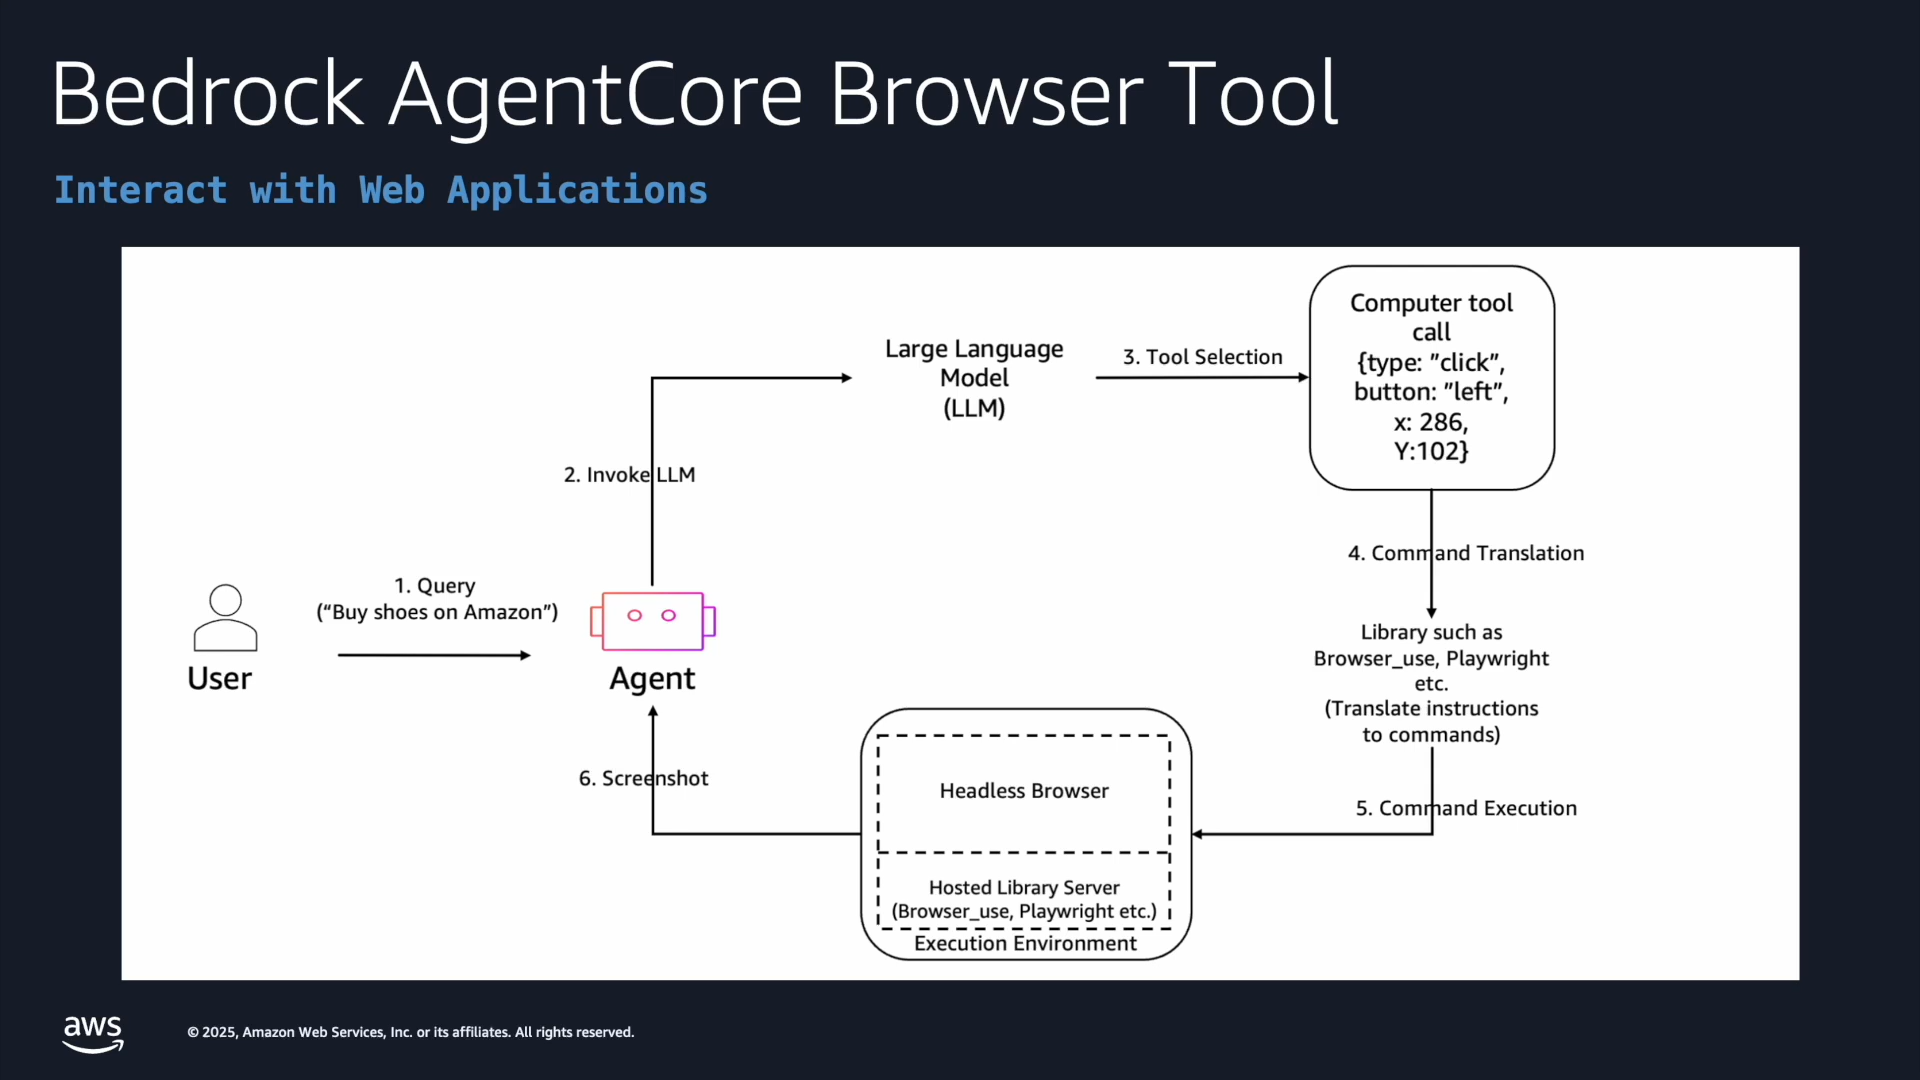 Bedrock AgentCore Browser Tool
Interact with Web Applications
Large Language
Model
(LLM)
3. Tool Selection
Computer tool
call
{type: ”click”,
button: ”left”,
x: 286,
Y:102}
2. Invoke LLM
4. Command Translation
1. Query
(“Buy shoes on Amazon”)
User
Agent
Library such as
Browser_use, Playwright
etc.
(Translate instructions
to commands)
6. Screenshot
Headless Browser
5. Command Execution
Hosted Library Server
(Browser_use, Playwright etc.)
Execution Environment
aws
© 2025, Amazon Web Services, Inc. or its affiliates. All rights reserved.